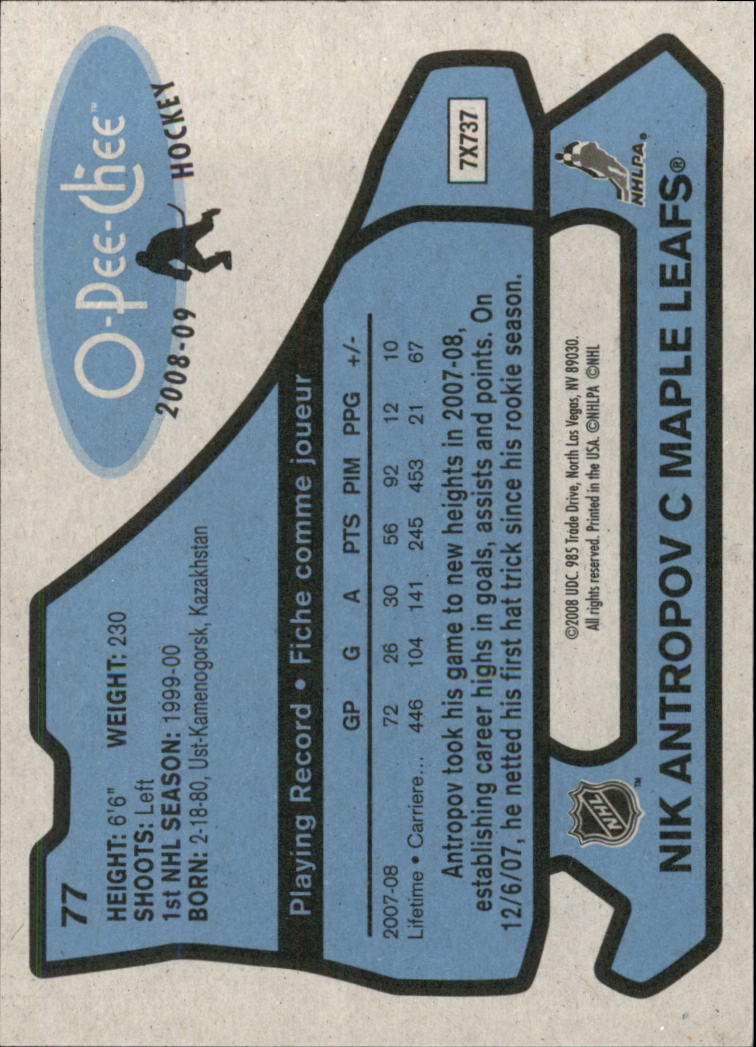 O-Pee-Chee™
2008-09 HOCKEY
77
HEIGHT: 6'6" WEIGHT: 230
SHOOTS: Left
1st NHL SEASON: 1999-00
BORN: 2-18-80, Ust-Kamenogorsk, Kazakhstan
7X737
Playing Record • Fiche comme joueur
GP G A PTS PIM PPG +/-
2007-08 72 26 30 56 92 12 10
Lifetime • Carriere... 446 104 141 245 453 21 67
Antropov took his game to new heights in 2007-08,
establishing career highs in goals, assists and points. On
12/6/07, he netted his first hat trick since his rookie season.
©2008 UDC. 985 Trade Drive, North Las Vegas, NV 89030.
All rights reserved. Printed in the USA. ©NHLPA ©NHL
NHL™
NHLPA®
NIK ANTROPOV C MAPLE LEAFS®